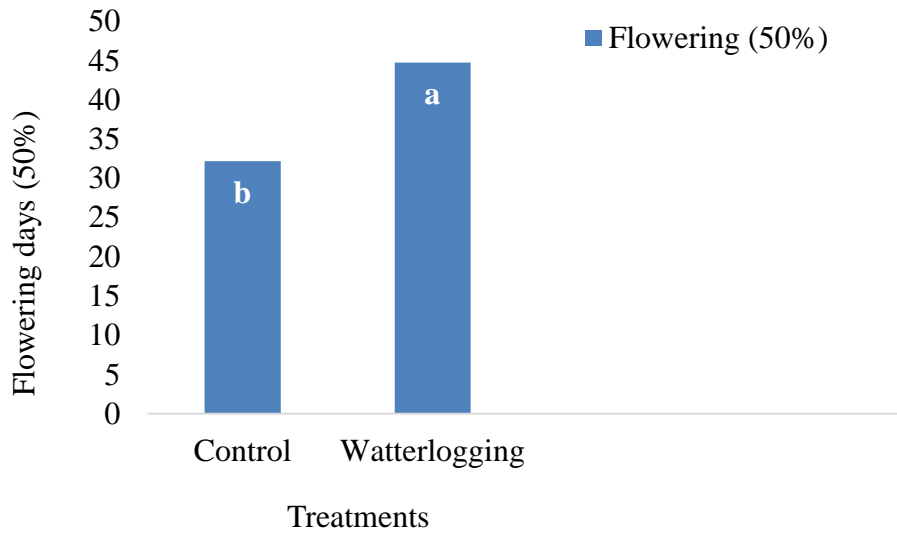 Flowering days (50%)
50
45
40
35
30
25
20
15
10
5
0
Flowering (50%)
b
a
Control
Watterlogging
Treatments